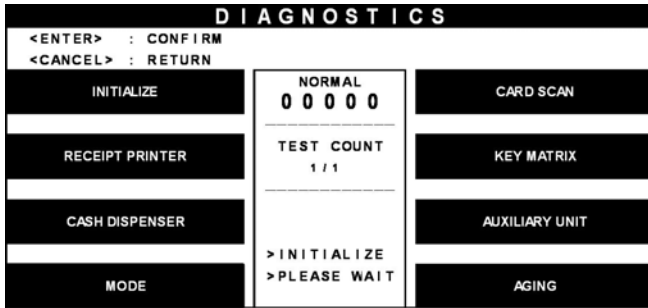 DIAGNOSTICS
<ENTER> : CONFIRM
<CANCEL> : RETURN
INITIALIZE
RECEIPT PRINTER
CASH DISPENSER
MODE
NORMAL
00000
TEST COUNT
1/1
>INITIALIZE
>PLEASE WAIT
CARD SCAN
KEY MATRIX
AUXILIARY UNIT
AGING